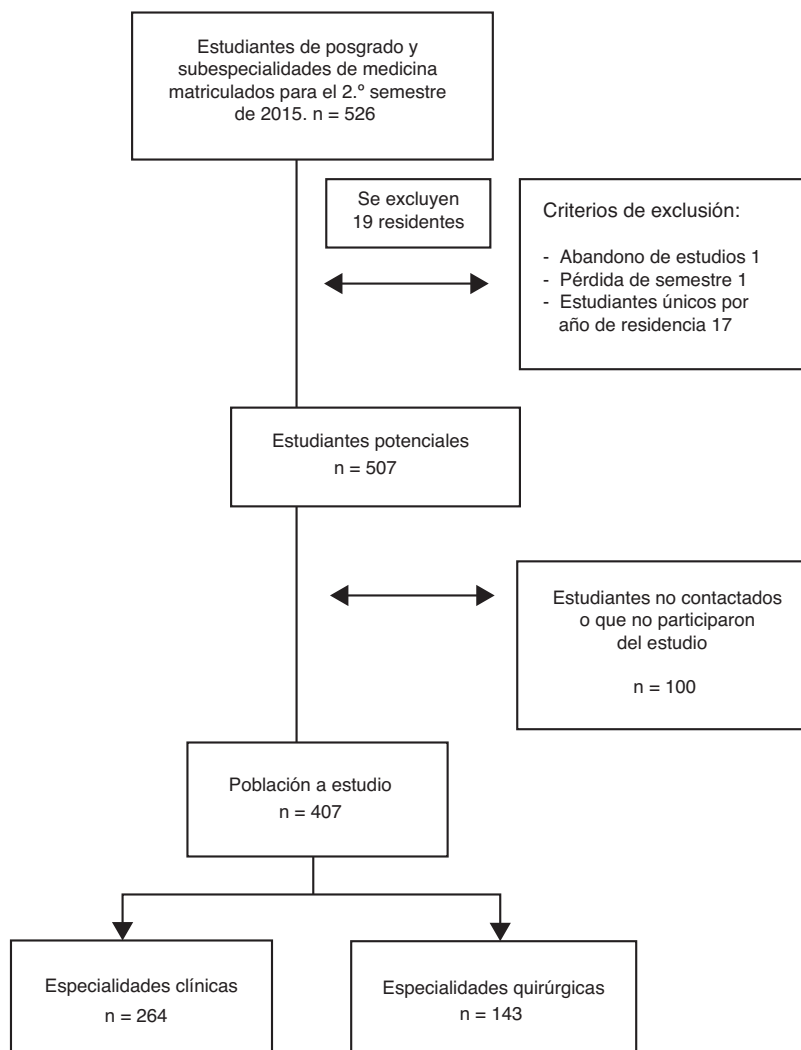 Estudiantes de posgrado y
subespecialidades de medicina
matriculados para el 2.º semestre
de 2015. n = 526
Se excluyen
19 residentes
Criterios de exclusión:
- Abandono de estudios 1
- Pérdida de semestre 1
- Estudiantes únicos por
año de residencia 17
Estudiantes potenciales
n = 507
Estudiantes no contactados
o que no participaron
del estudio
n = 100
Población a estudio
n = 407
Especialidades clínicas
n = 264
Especialidades quirúrgicas
n = 143